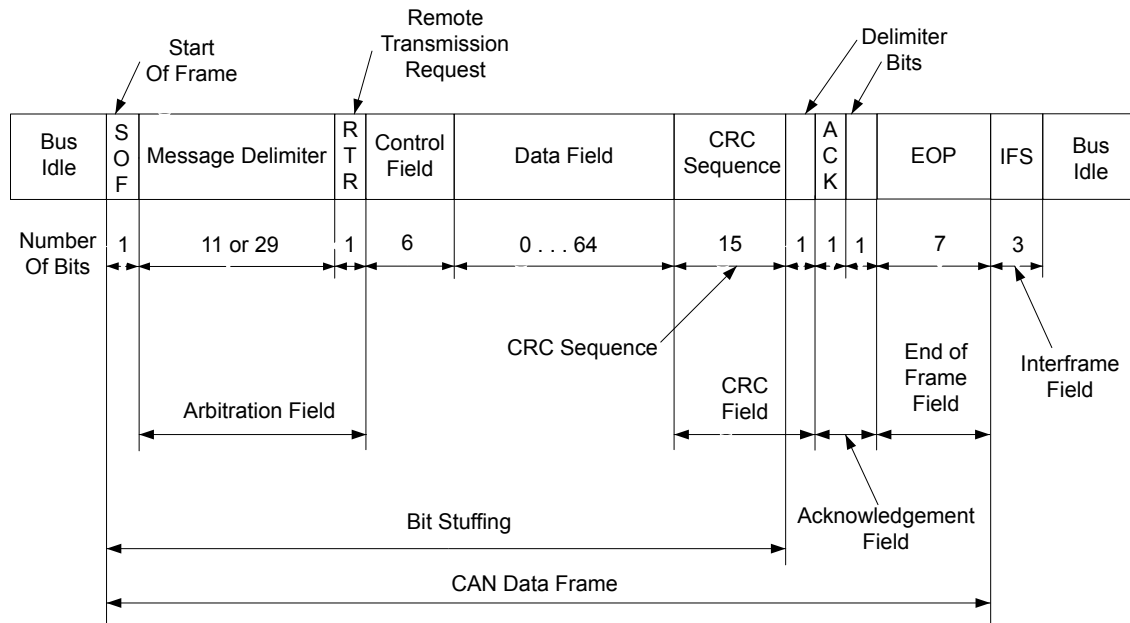 Start
Of Frame
Remote
Transmission
Request
Delimiter
Bits
Bus
Idle
S
O
F
Message Delimiter
R
T
R
Control
Field
Data Field
CRC
Sequence
A
C
K
EOP
IFS
Bus
Idle
Number
Of Bits
1
11 or 29
1
6
0 . . . 64
15
1
1
1
7
3
CRC Sequence
Arbitration Field
CRC
Field
End of
Frame
Field
Interframe
Field
Bit Stuffing
Acknowledgement
Field
CAN Data Frame